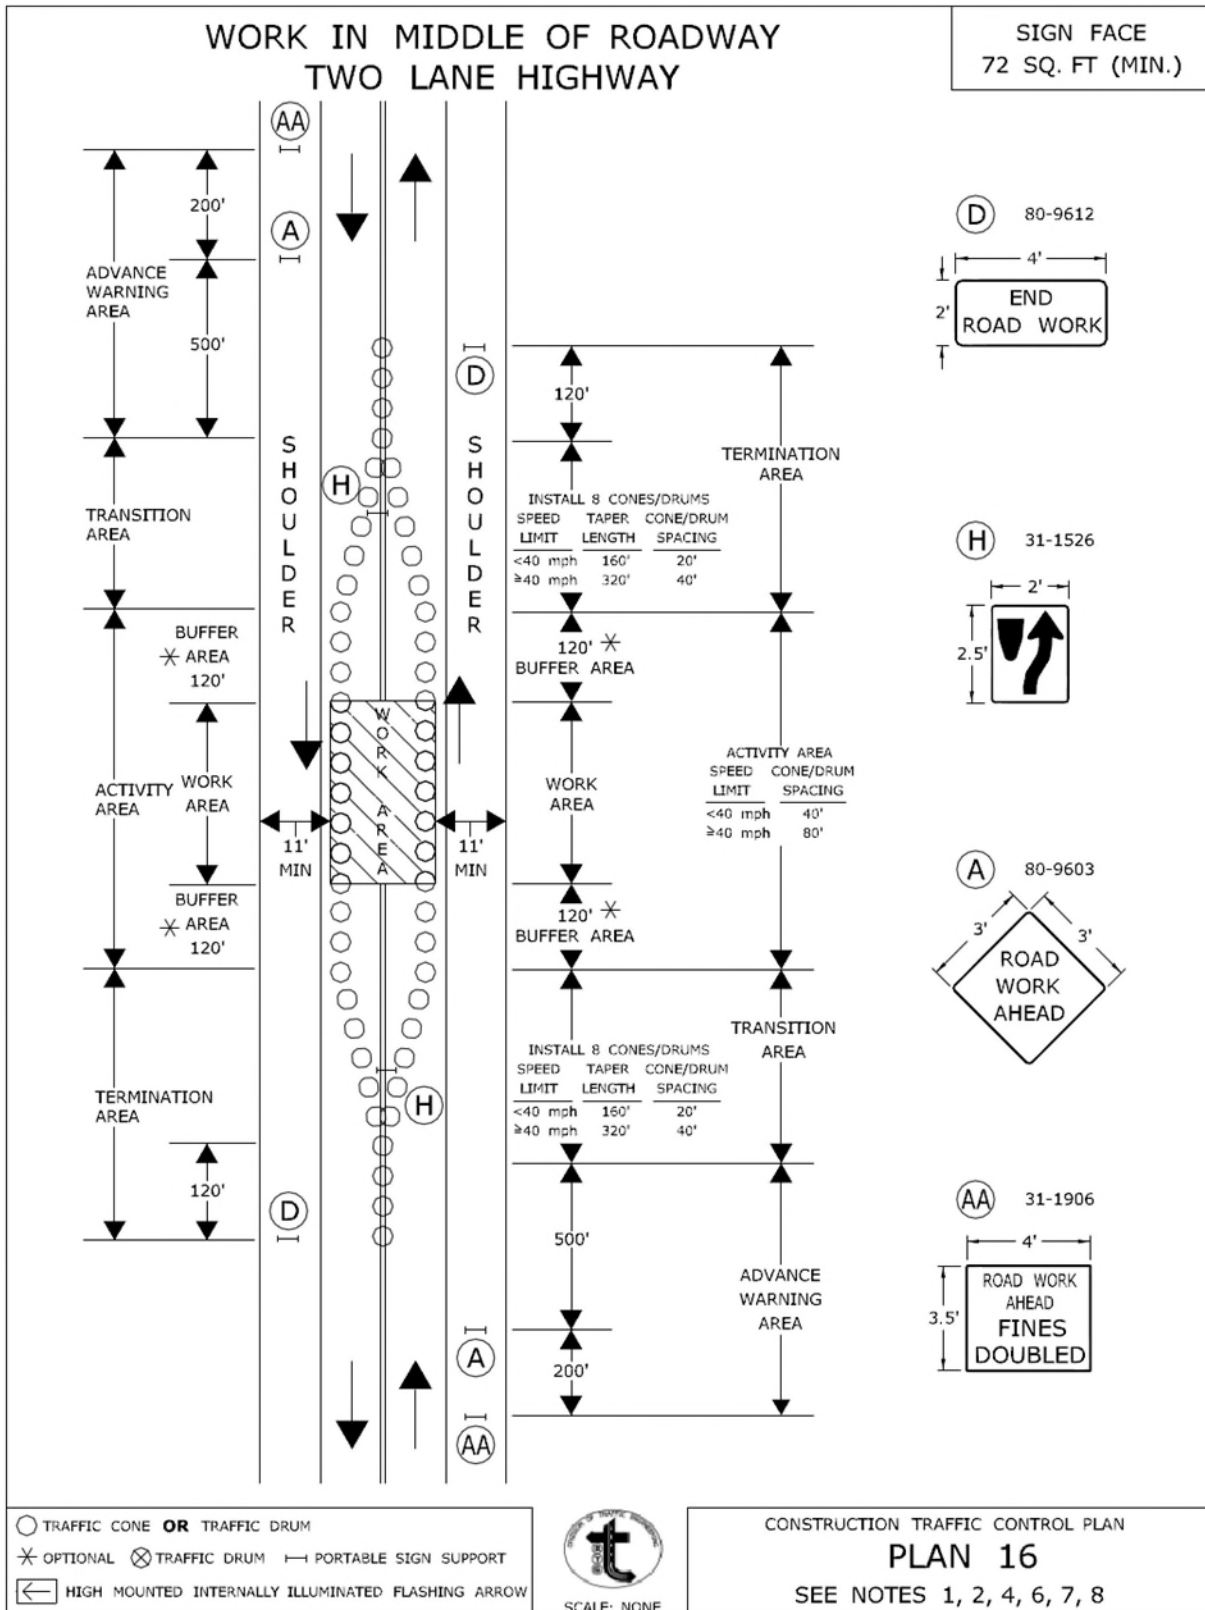 WORK IN MIDDLE OF ROADWAY
TWO LANE HIGHWAY
SIGN FACE
72 SQ. FT (MIN.)
AA
200'
A
ADVANCE
WARNING
AREA
500'
TRANSITION
AREA
BUFFER
* AREA
120'
ACTIVITY
AREA
WORK
AREA
BUFFER
* AREA
120'
TERMINATION
AREA
120'
D
SHOULDER
H
WORK AREA
11'
MIN
11'
MIN
H
SHOULDER
D
120'
TERMINATION
AREA
INSTALL 8 CONES/DRUMS
SPEED TAPER CONE/DRUM
LIMIT LENGTH SPACING
<40 mph 160' 20'
≥40 mph 320' 40'
120' *
BUFFER AREA
WORK
AREA
ACTIVITY AREA
SPEED CONE/DRUM
LIMIT SPACING
<40 mph 40'
≥40 mph 80'
120' *
BUFFER AREA
TRANSITION
AREA
INSTALL 8 CONES/DRUMS
SPEED TAPER CONE/DRUM
LIMIT LENGTH SPACING
<40 mph 160' 20'
≥40 mph 320' 40'
500'
ADVANCE
WARNING
AREA
A
200'
AA
D 80-9612
4'
2'
END
ROAD WORK
H 31-1526
2'
2.5'
A 80-9603
3' 3'
ROAD
WORK
AHEAD
AA 31-1906
4'
3.5'
ROAD WORK
AHEAD
FINES
DOUBLED
TRAFFIC CONE OR TRAFFIC DRUM
* OPTIONAL TRAFFIC DRUM PORTABLE SIGN SUPPORT
HIGH MOUNTED INTERNALLY ILLUMINATED FLASHING ARROW
DIVISION OF TRAFFIC ENGINEERING
SCALE: NONE
CONSTRUCTION TRAFFIC CONTROL PLAN
PLAN 16
SEE NOTES 1, 2, 4, 6, 7, 8